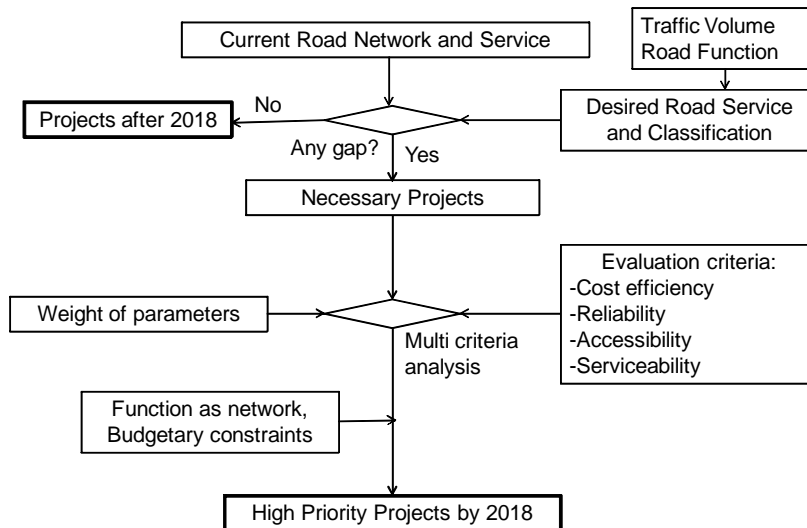 Current Road Network and Service
Traffic Volume
Road Function
No
Projects after 2018
Desired Road Service
and Classification
Any gap?
Yes
Necessary Projects
Evaluation criteria:
-Cost efficiency
-Reliability
-Accessibility
-Serviceability
Weight of parameters
Multi criteria
analysis
Function as network,
Budgetary constraints
High Priority Projects by 2018